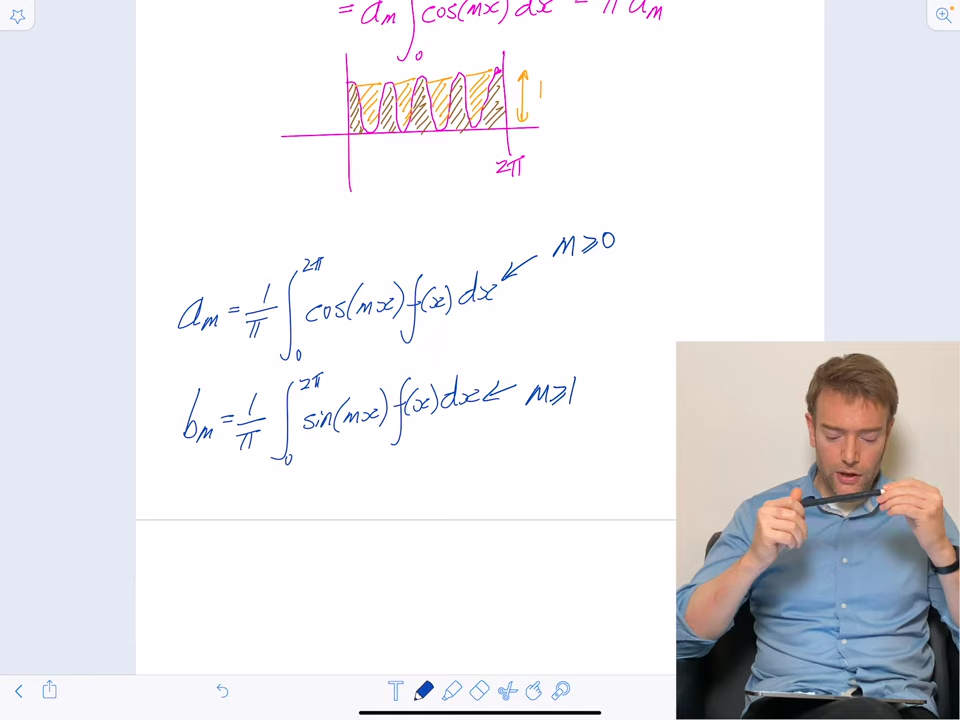 = a_m ∫_0 cos(mx) dx = π a_m
1
2π
m ≥ 0
a_m = 1/π ∫_0^2π cos(mx) f(x) dx
b_m = 1/π ∫_0^2π sin(mx) f(x) dx ← m ≥ 1
T